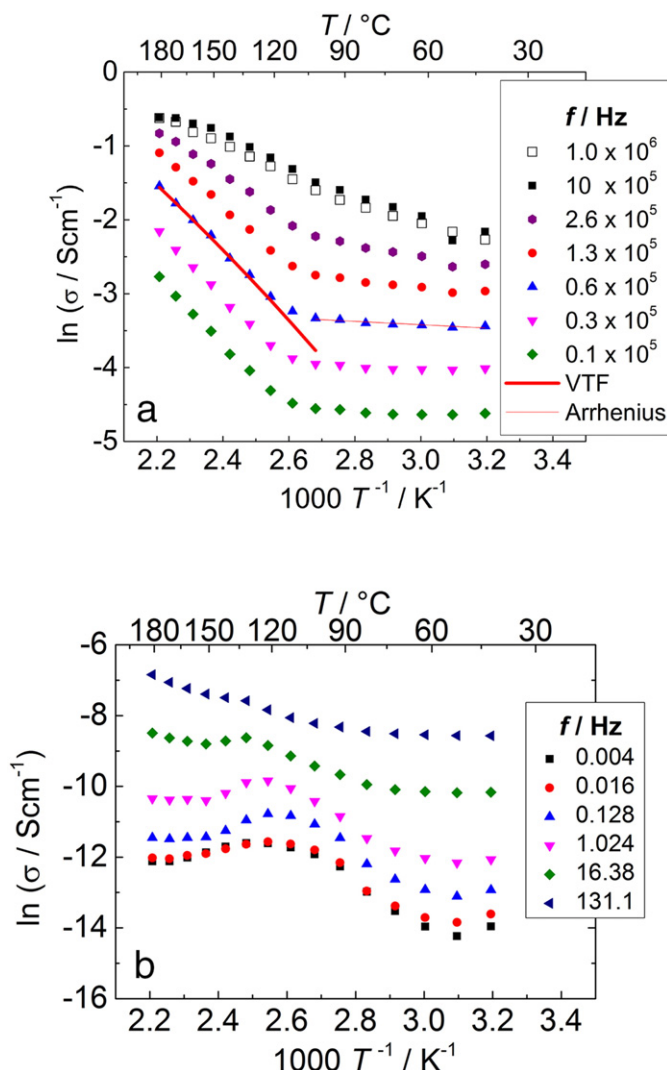 T / °C
180 150 120 90 60 30
0
-1
-2
-3
-4
-5
ln (σ / Scm⁻¹)
f / Hz
1.0 x 10⁶
10 x 10⁵
2.6 x 10⁵
1.3 x 10⁵
0.6 x 10⁵
0.3 x 10⁵
0.1 x 10⁵
VTF
Arrhenius
a
2.2 2.4 2.6 2.8 3.0 3.2 3.4
1000 T⁻¹ / K⁻¹
T / °C
180 150 120 90 60 30
-6
-8
-10
-12
-14
-16
ln (σ / Scm⁻¹)
f / Hz
0.004
0.016
0.128
1.024
16.38
131.1
b
2.2 2.4 2.6 2.8 3.0 3.2 3.4
1000 T⁻¹ / K⁻¹